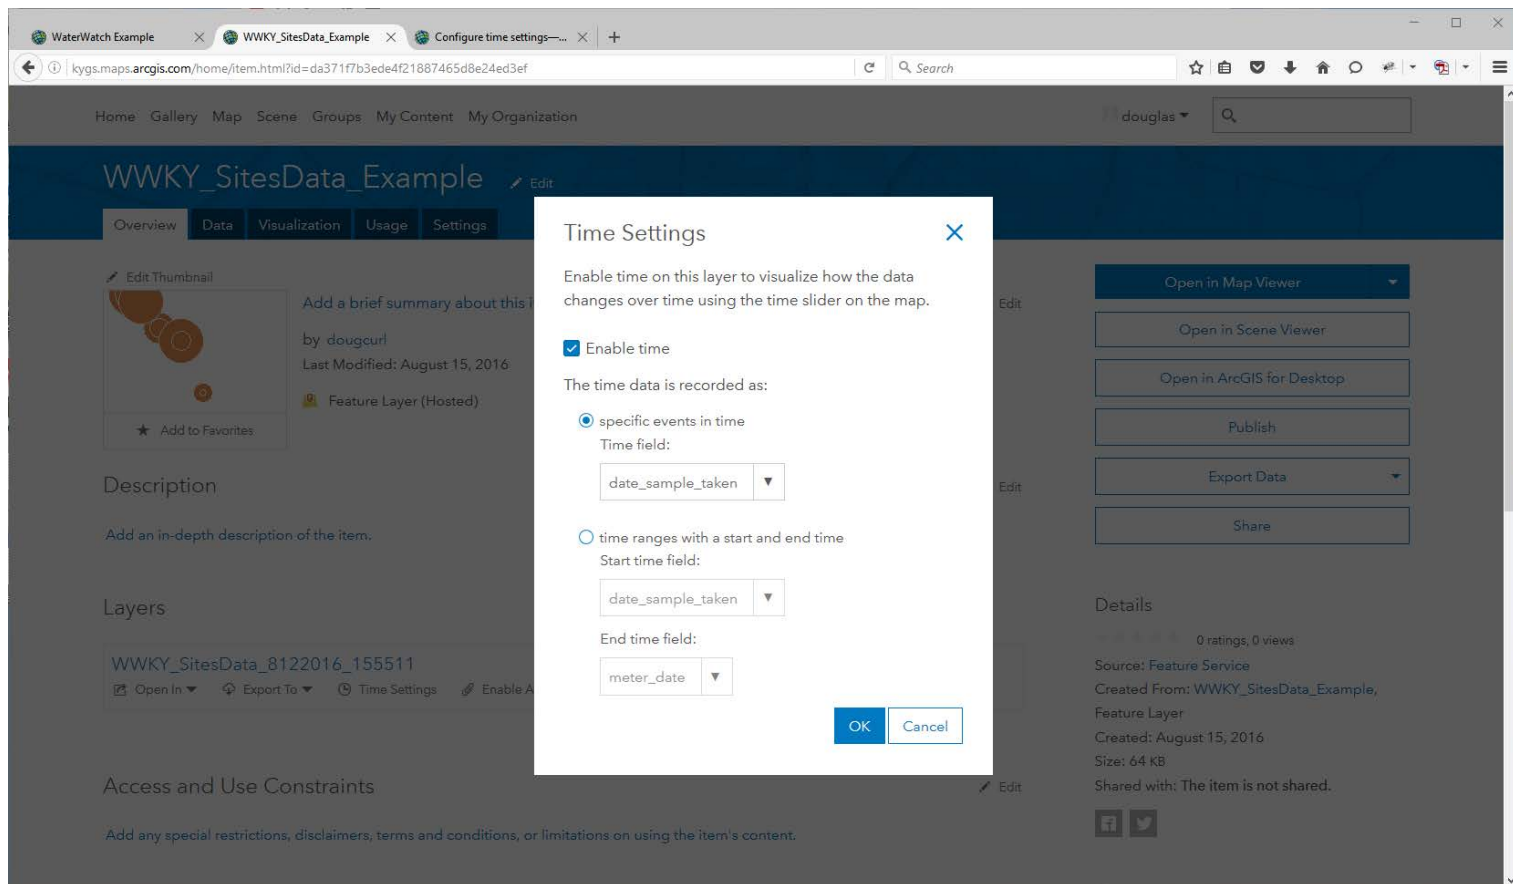 WaterWatch Example
WWKY_SitesData_Example
Configure time settings—...
kygs.maps.arcgis.com/home/item.html?id=da371f7b3ede4f21887465d8e24ed3ef
Search
Home Gallery Map Scene Groups My Content My Organization
douglas
WWKY_SitesData_Example
Edit
Overview Data Visualization Usage Settings
Edit Thumbnail
Add a brief summary about this i
Edit
by dougcurl
Last Modified: August 15, 2016
Feature Layer (Hosted)
Add to Favorites
Description
Edit
Add an in-depth description of the item.
Layers
WWKY_SitesData_8122016_155511
Open In Export To Time Settings Enable A
Access and Use Constraints
Edit
Add any special restrictions, disclaimers, terms and conditions, or limitations on using the item's content.
Time Settings
Enable time on this layer to visualize how the data
changes over time using the time slider on the map.
Enable time
The time data is recorded as:
specific events in time
Time field:
date_sample_taken
time ranges with a start and end time
Start time field:
date_sample_taken
End time field:
meter_date
OK
Cancel
Open in Map Viewer
Open in Scene Viewer
Open in ArcGIS for Desktop
Publish
Export Data
Share
Details
0 ratings, 0 views
Source: Feature Service
Created From: WWKY_SitesData_Example,
Feature Layer
Created: August 15, 2016
Size: 64 KB
Shared with: The item is not shared.